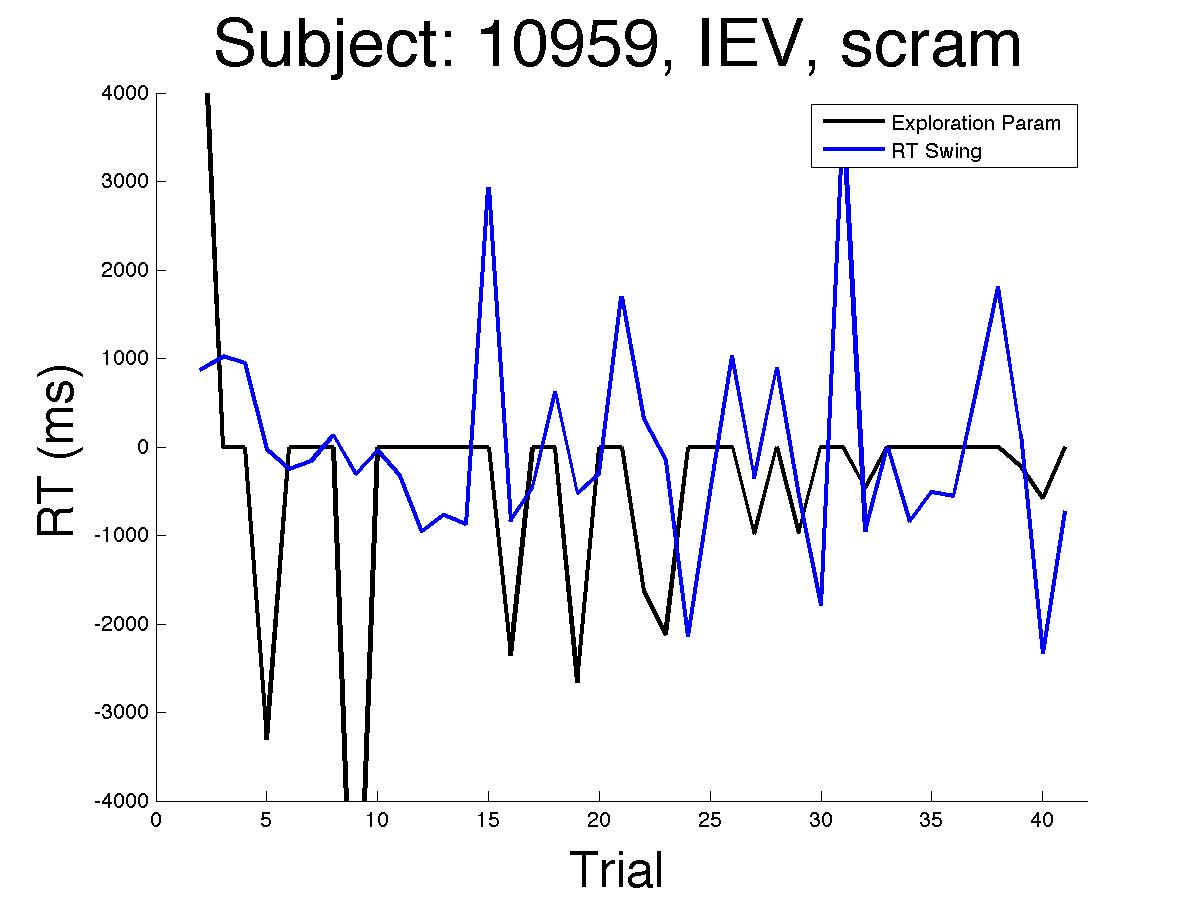 Subject: 10959, IEV, scram
Exploration Param
RT Swing
4000
3000
2000
1000
0
-1000
-2000
-3000
-4000
RT (ms)
0 5 10 15 20 25 30 35 40
Trial